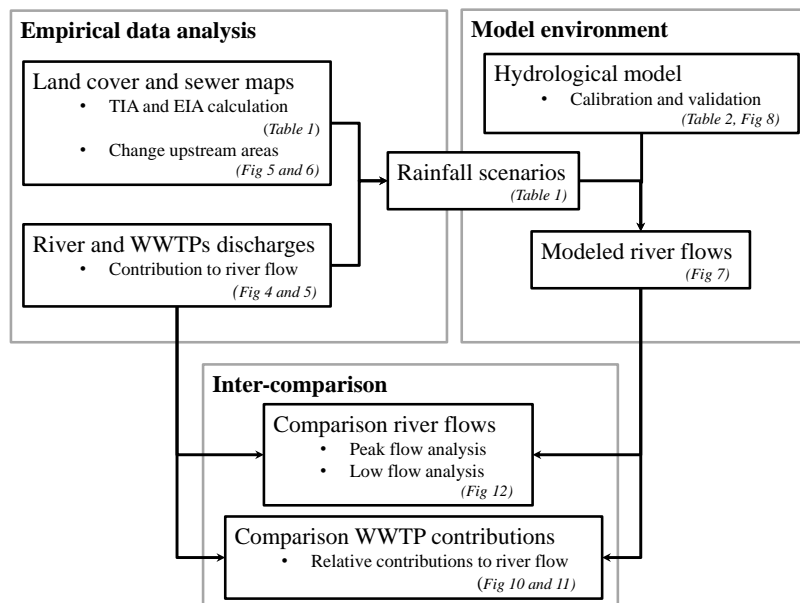 Empirical data analysis
Land cover and sewer maps
• TIA and EIA calculation
(Table 1)
• Change upstream areas
(Fig 5 and 6)
River and WWTPs discharges
• Contribution to river flow
(Fig 4 and 5)
Model environment
Hydrological model
• Calibration and validation
(Table 2, Fig 8)
Rainfall scenarios
(Table 1)
Modeled river flows
(Fig 7)
Inter-comparison
Comparison river flows
• Peak flow analysis
• Low flow analysis
(Fig 12)
Comparison WWTP contributions
• Relative contributions to river flow
(Fig 10 and 11)